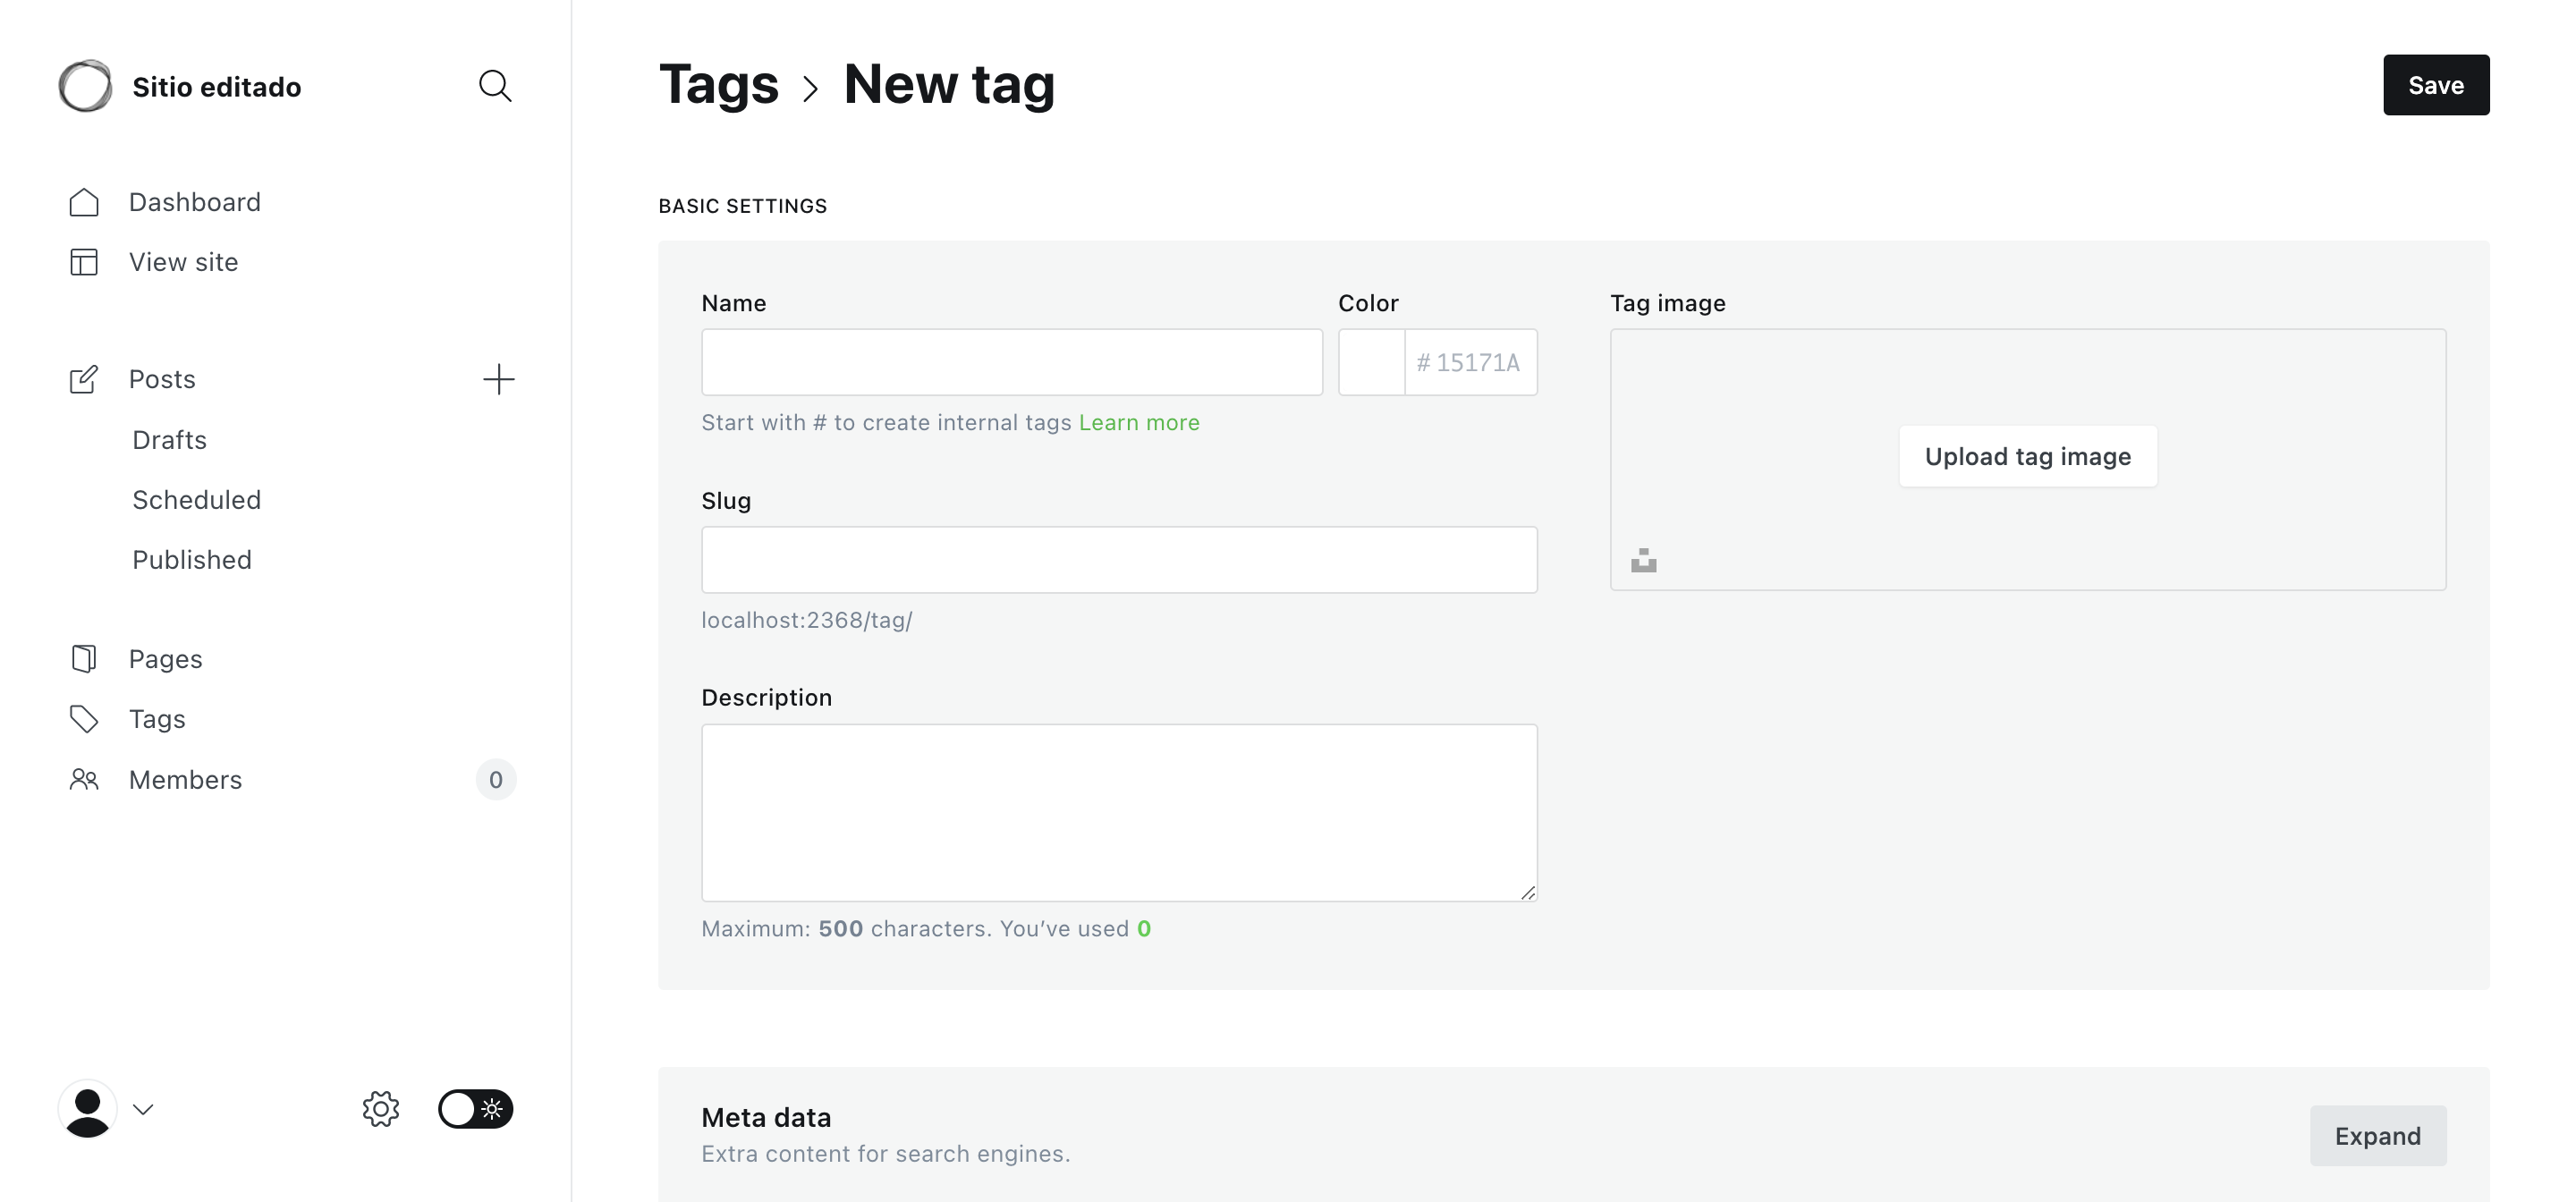 Sitio editado
Dashboard
View site
Posts
Drafts
Scheduled
Published
Pages
Tags
Members 0
Tags > New tag
Save
BASIC SETTINGS
Name
Color
# 15171A
Start with # to create internal tags Learn more
Slug
localhost:2368/tag/
Description
Maximum: 500 characters. You’ve used 0
Tag image
Upload tag image
Meta data
Extra content for search engines.
Expand